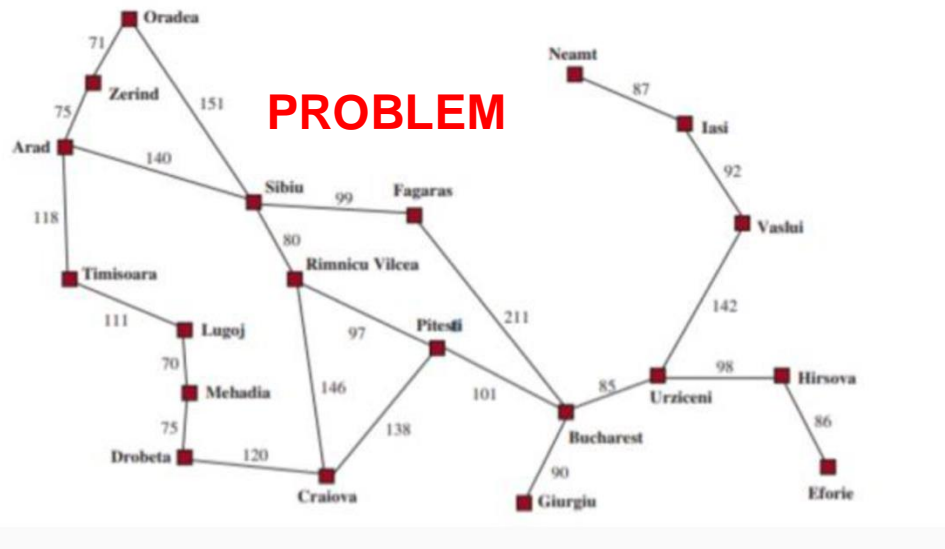 Oradea
71
Neamt
Zerind
87
151
PROBLEM
75
Iasi
Arad
140
92
Sibiu
99
Fagaras
118
Vaslui
80
Timisoara
Rimnicu Vilcea
142
111
Lugoj
97
Pitesti
211
70
98
Mehadia
146
101
85
Urziceni
Hirsova
75
138
86
Bucharest
Drobeta
120
90
Craiova
Giurgiu
Eforie